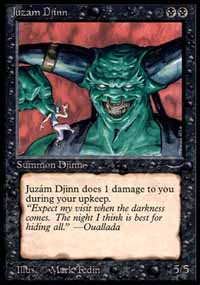 Juzám Djinn
2
Summon Djinn
Juzám Djinn does 1 damage to you
during your upkeep.
"Expect my visit when the darkness
comes. The night I think is best for
hiding all." —Ouallada
Illus. © Mark Tedin 5/5